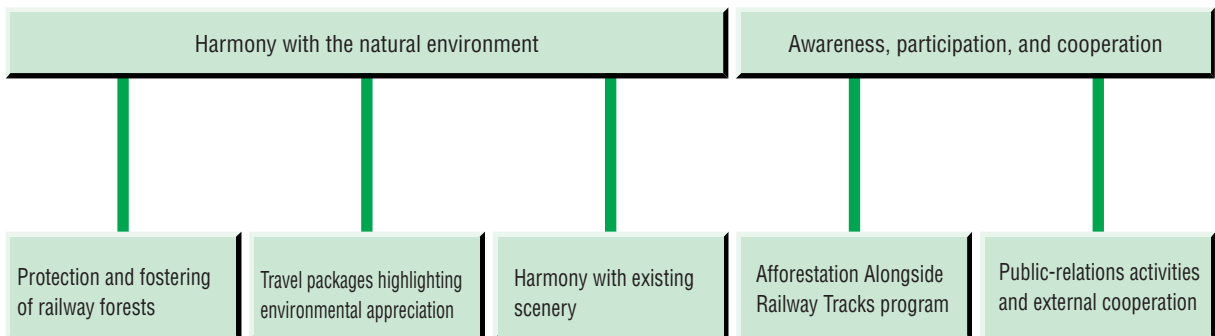 Harmony with the natural environment
Awareness, participation, and cooperation
Protection and fostering
of railway forests
Travel packages highlighting
environmental appreciation
Harmony with existing
scenery
Afforestation Alongside
Railway Tracks program
Public-relations activities
and external cooperation